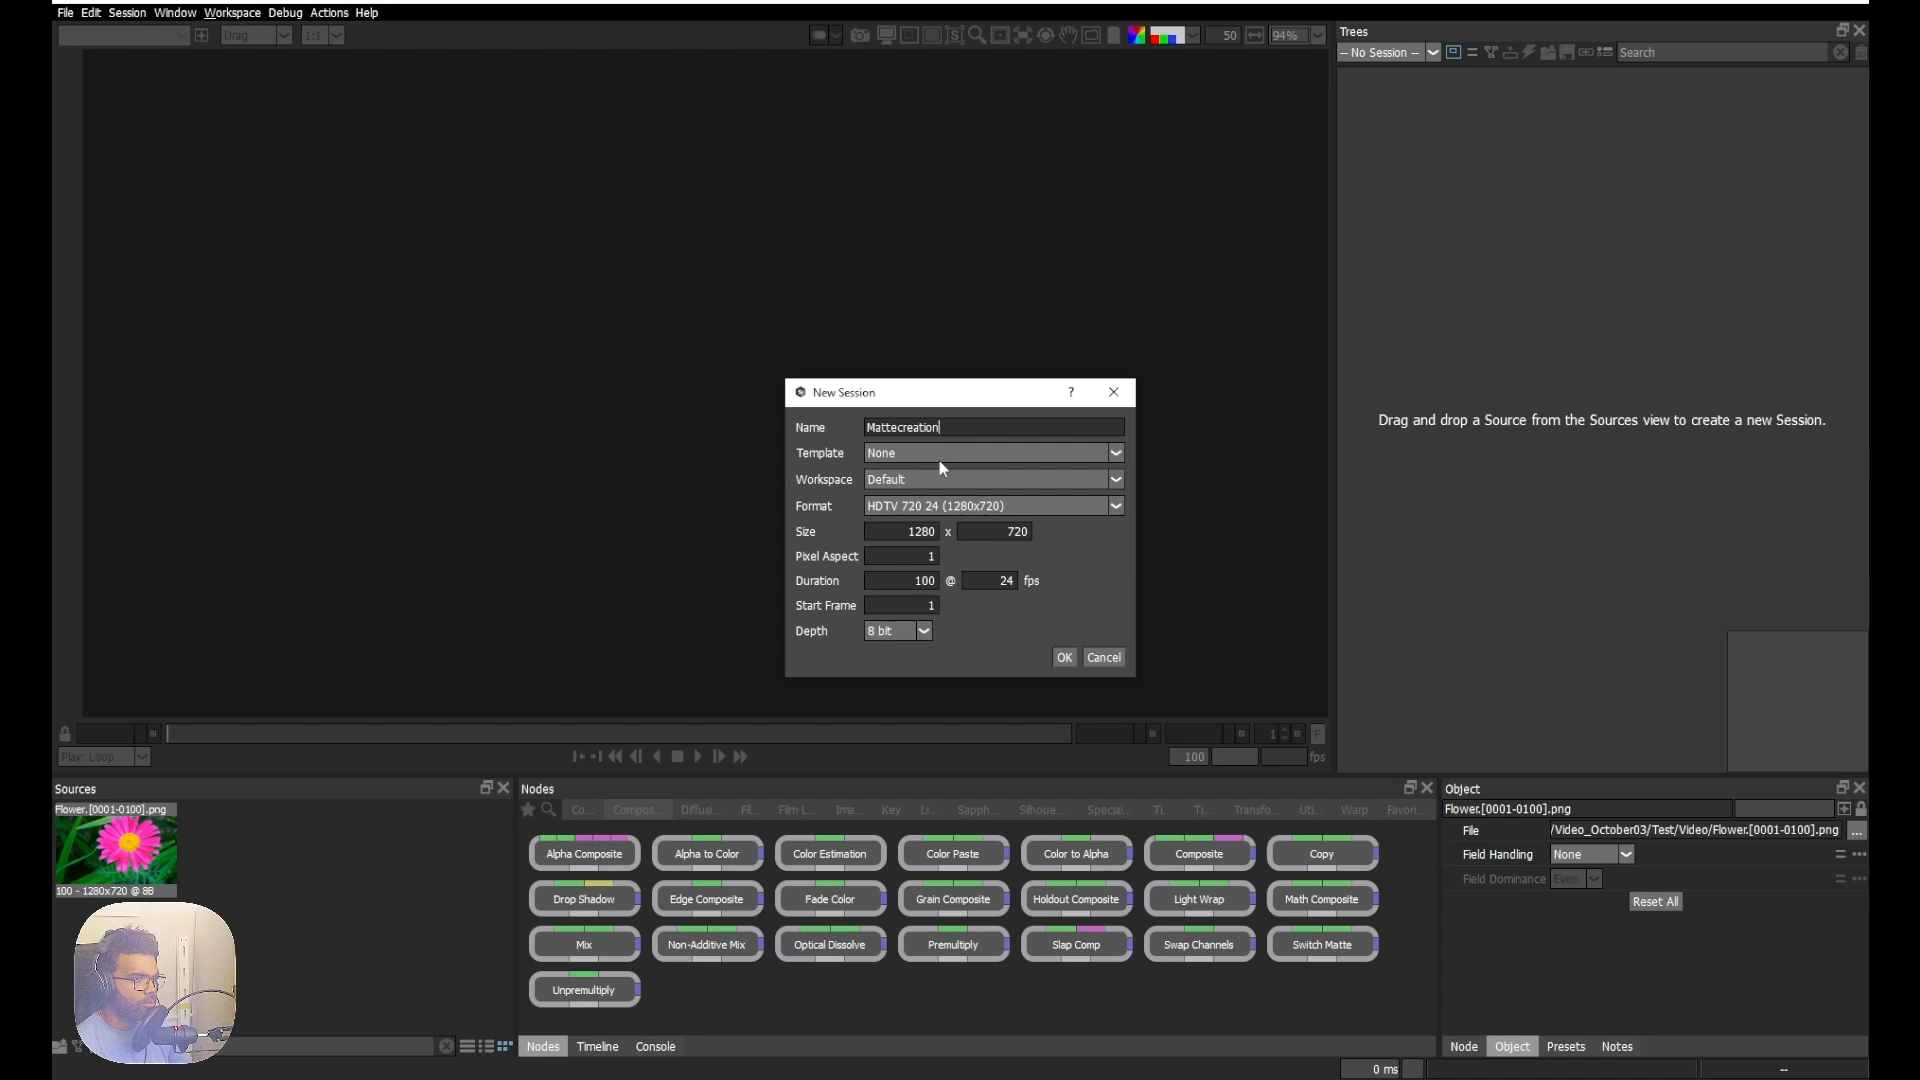 File Edit Session Window Workspace Debug Actions Help
Drag 1:1 50 94%
Trees
-- No Session -- Search
Drag and drop a Source from the Sources view to create a new Session.
New Session ?
Name Mattecreation
Template None
Workspace Default
Format HDTV 720 24 (1280x720)
Size 1280 x 720
Pixel Aspect 1
Duration 100 @ 24 fps
Start Frame 1
Depth 8 bit
OK Cancel
1 F
Play: Loop 100 fps
Sources
Flower.[0001-0100].png
100 - 1280x720 @ 8B
Nodes
Co... Compos... Diffusi... Fil... Film L... Ima... Key Li... Sapph... Silhoue... Special... Ti... Ti... Transfo... Uti... Warp Favori...
Alpha Composite Alpha to Color Color Estimation Color Paste Color to Alpha Composite Copy
Drop Shadow Edge Composite Fade Color Grain Composite Holdout Composite Light Wrap Math Composite
Mix Non-Additive Mix Optical Dissolve Premultiply Slap Comp Swap Channels Switch Matte
Unpremultiply
Nodes Timeline Console
Object
Flower.[0001-0100].png
File /Video_October03/Test/Video/Flower.[0001-0100].png ...
Field Handling None
Field Dominance Even
Reset All
Node Object Presets Notes
0 ms --